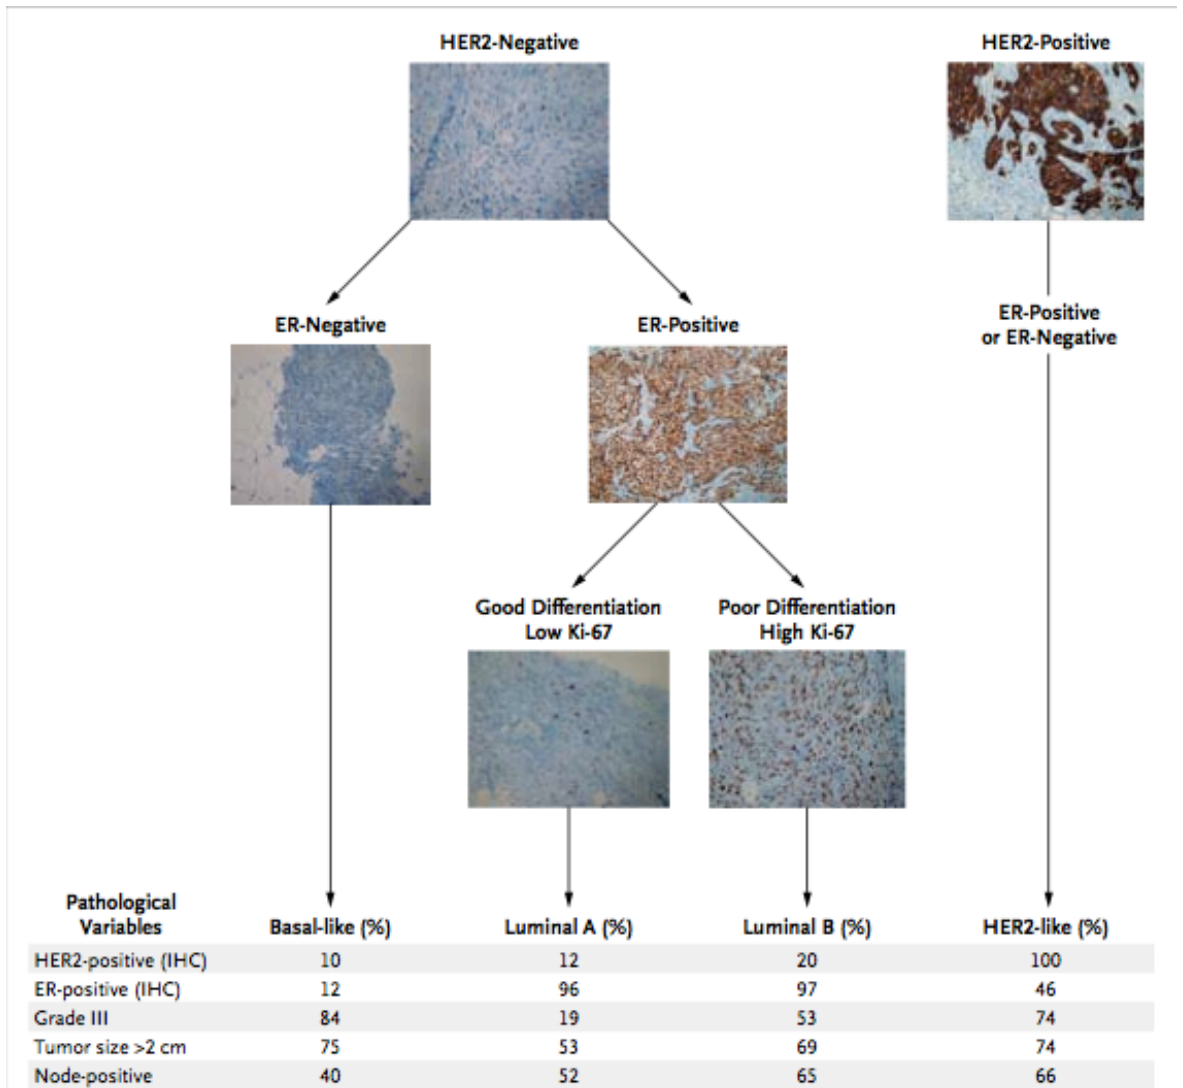 HER2-Negative
HER2-Positive
ER-Negative
ER-Positive
ER-Positive
or ER-Negative
Good Differentiation
Low Ki-67
Poor Differentiation
High Ki-67
Pathological
Variables
Basal-like (%)
Luminal A (%)
Luminal B (%)
HER2-like (%)
HER2-positive (IHC) 10 12 20 100
ER-positive (IHC) 12 96 97 46
Grade III 84 19 53 74
Tumor size >2 cm 75 53 69 74
Node-positive 40 52 65 66